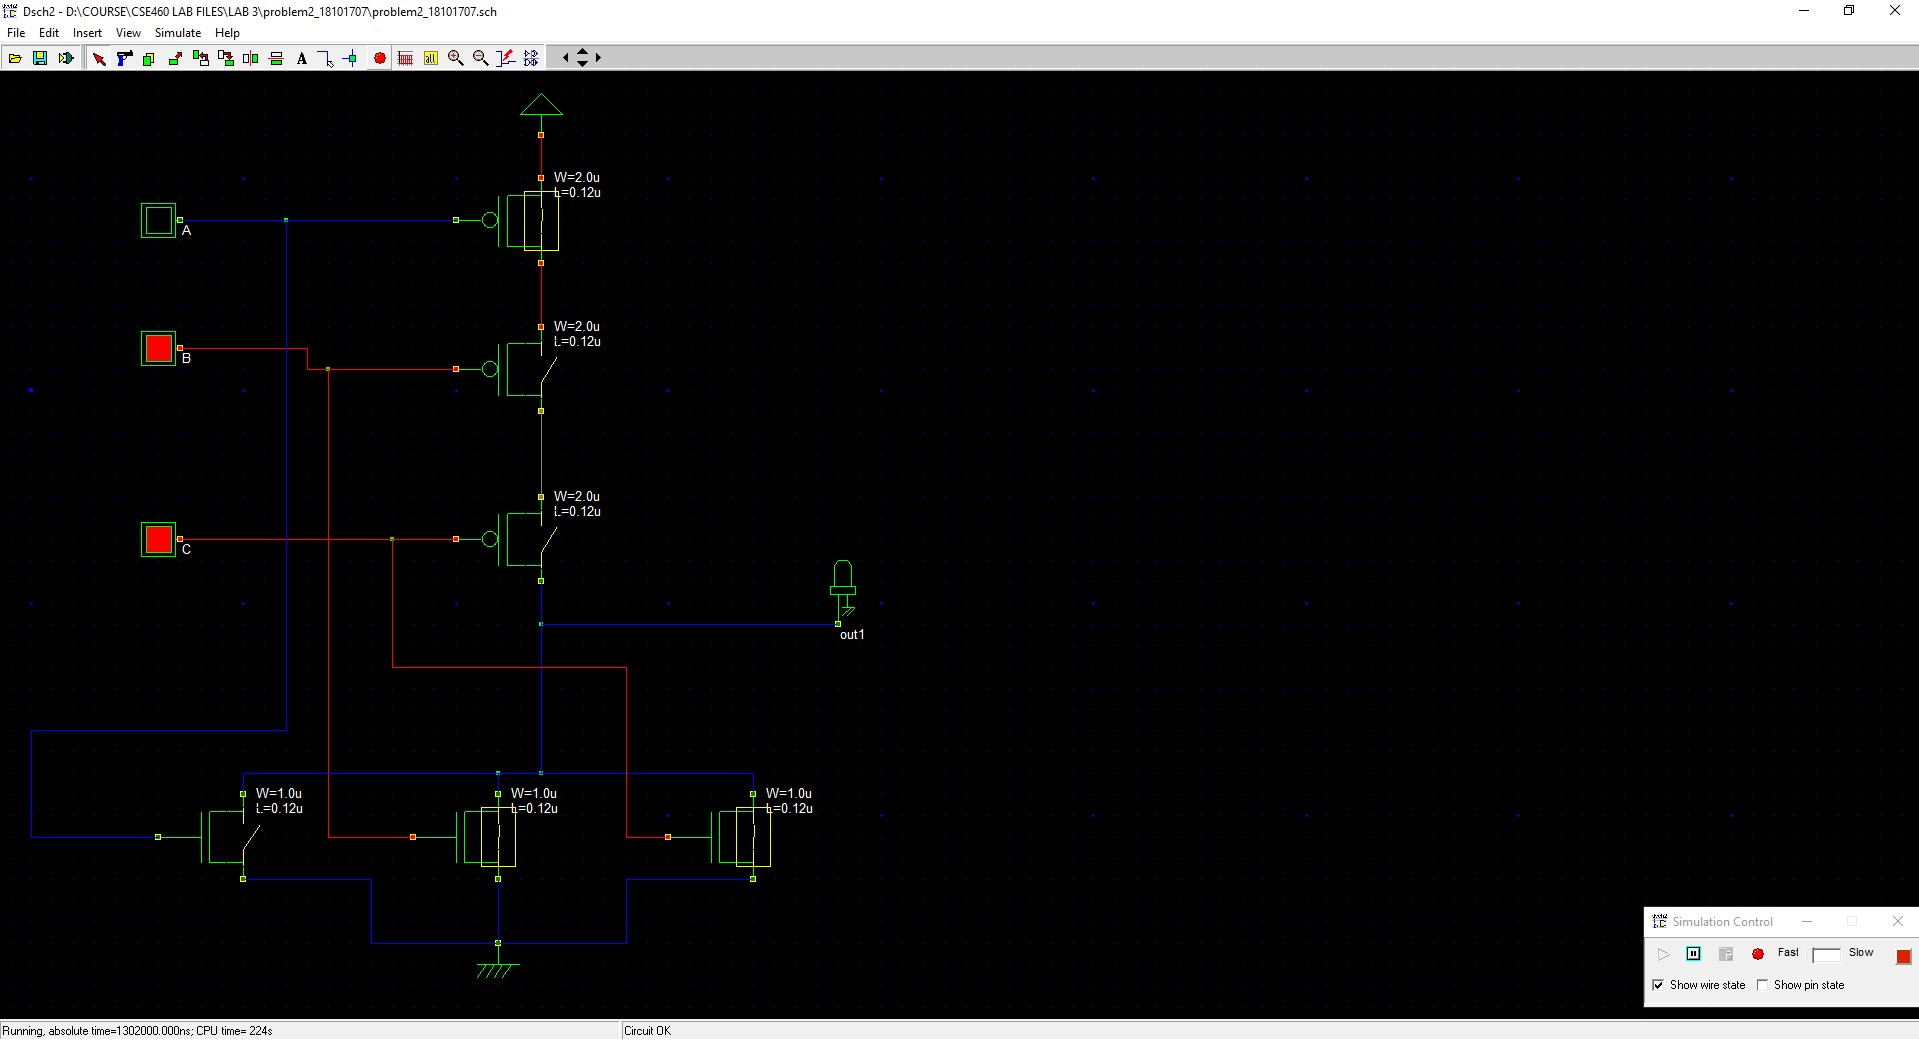 Dsch2 - D:\COURSE\CSE460 LAB FILES\LAB 3\problem2_18101707\problem2_18101707.sch
File Edit Insert View Simulate Help
A
all
W=2.0u
L=0.12u
A
W=2.0u
L=0.12u
B
W=2.0u
L=0.12u
C
out1
W=1.0u
L=0.12u
W=1.0u
L=0.12u
W=1.0u
L=0.12u
Simulation Control
Fast Slow
Show wire state Show pin state
Running, absolute time=1302000.000ns; CPU time= 224s
Circuit OK